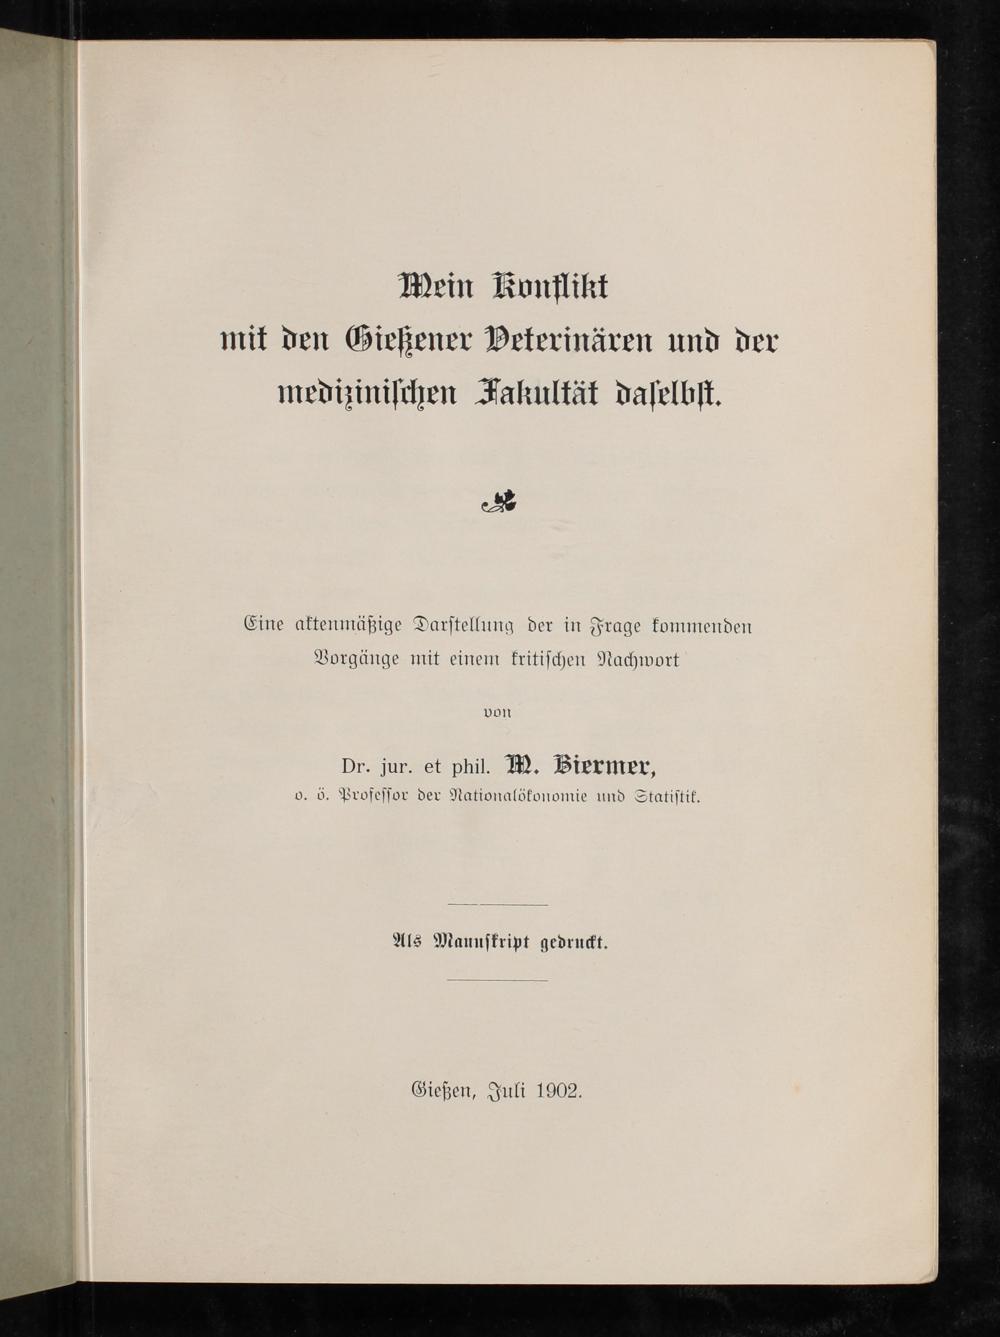 Mein Konflikt
mit den Gießener Veterinären und der
medizinischen Fakultät daselbst.
Eine aktenmäßige Darstellung der in Frage kommenden
Vorgänge mit einem kritischen Nachwort
von
Dr. jur. et phil. M. Biermer,
o. ö. Professor der Nationalökonomie und Statistik.
Als Manuskript gedruckt.
Gießen, Juli 1902.